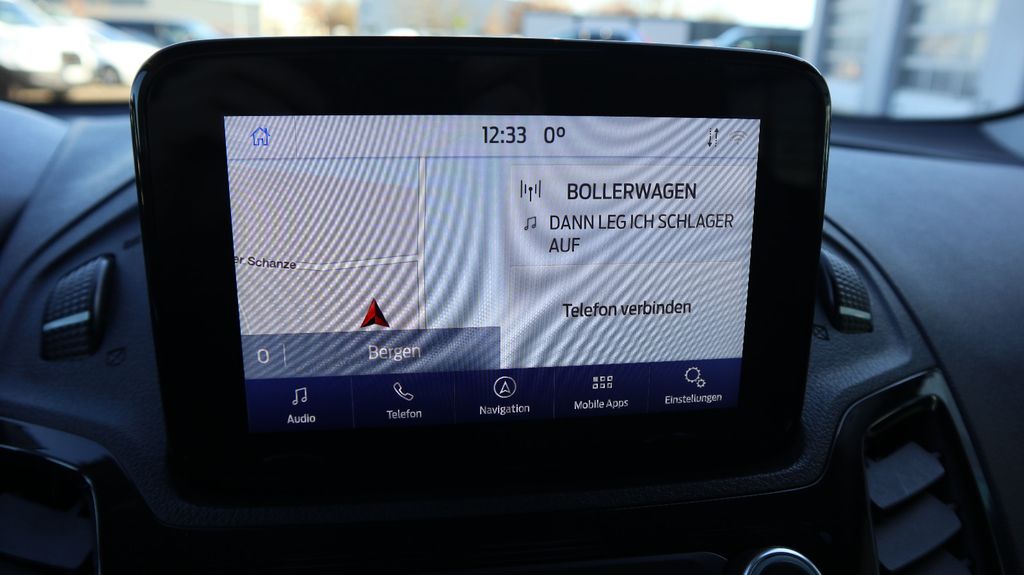 12:33 0°
BOLLERWAGEN
DANN LEG ICH SCHLAGER
AUF
er Schanze
Telefon verbinden
0 Bergen
Audio Telefon Navigation Mobile Apps Einstellungen